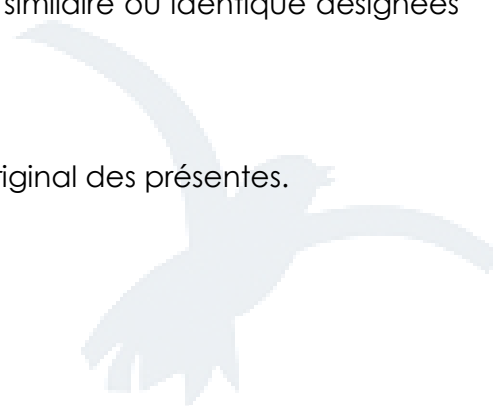 similaire ou identique désignées
riginal des présentes.